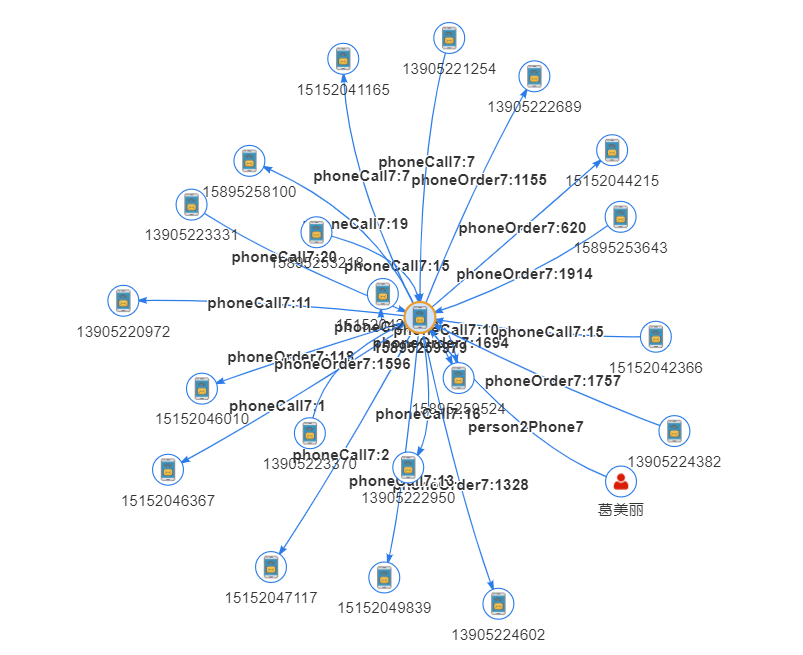 13905221254
15152041165
13905222689
phoneCall7:7
phoneCall7:7
phoneOrder7:1155
15152044215
15895258100
13905223331
phoneCall7:19
phoneOrder7:620
15895253643
phoneCall7:20
15895253218
phoneCall7:15
phoneOrder7:1914
phoneCall7:11
13905220972
phoneCall7:10
phoneCall7:15
phoneOrder7:1694
15152042366
phoneOrder7:118
phoneOrder7:1596
phoneOrder7:1757
15152046010
phoneCall7:1
15895259524
phoneCall7:18
person2Phone7
phoneCall7:2
13905223370
13905224382
15152046367
phoneCall7:13
phoneOrder7:1328
13905222950
葛美丽
15152047117
15152049839
13905224602